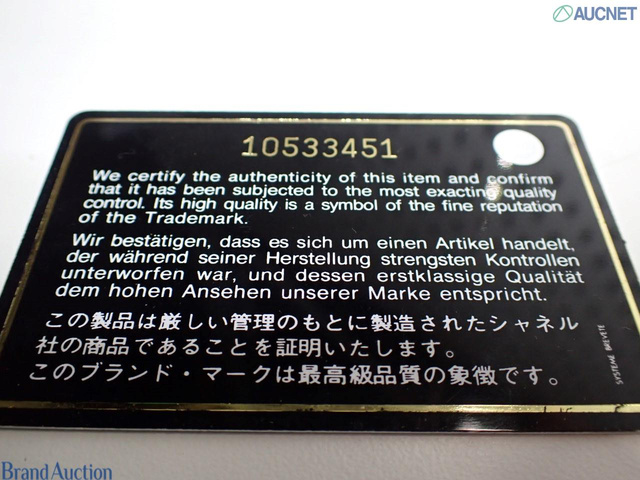 AUCNET
10533451
We certify the authenticity of this item and confirm
that it has been subjected to the most exacting quality
control. Its high quality is a symbol of the fine reputation
of the Trademark.
Wir bestätigen, dass es sich um einen Artikel handelt,
der während seiner Herstellung strengsten Kontrollen
unterworfen war, und dessen erstklassige Qualität
dem hohen Ansehen unserer Marke entspricht.
この製品は厳しい管理のもとに製造されたシャネル
社の商品であることを証明いたします。
このブランド・マークは最高級品質の象徴です。
SYSTEME BREVETE
Brand Auction